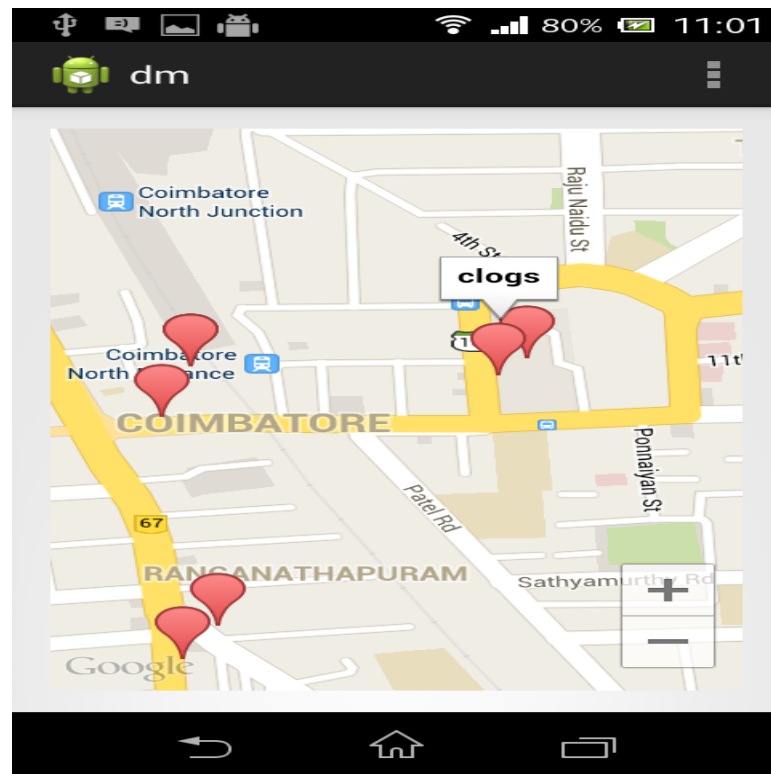 80% 11:01
dm
Coimbatore
North Junction
Raju Naidu St
4th St
clogs
Coimbatore
North
COIMBATORE
11t
Ponnaiyan St
Patel Rd
67
RANGANATHAPURAM
Sathyamurthy Rd
+
−
Google